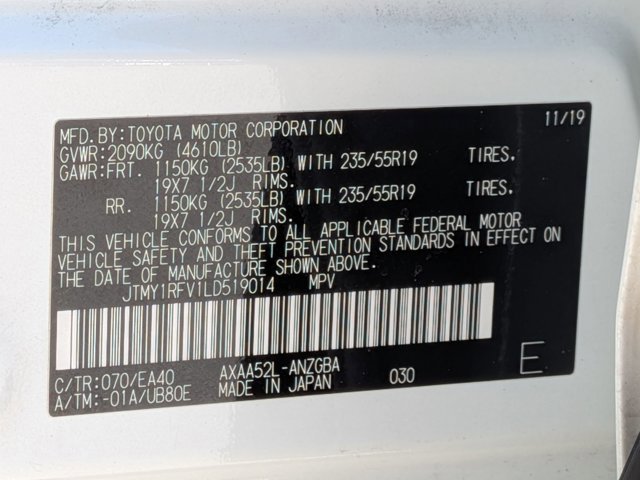 MFD.BY:TOYOTA MOTOR CORPORATION 11/19
GVWR:2090KG (4610LB)
GAWR:FRT. 1150KG (2535LB) WITH 235/55R19 TIRES.
19X7 1/2J RIMS.
RR. 1150KG (2535LB) WITH 235/55R19 TIRES.
19X7 1/2J RIMS.
THIS VEHICLE CONFORMS TO ALL APPLICABLE FEDERAL MOTOR
VEHICLE SAFETY AND THEFT PREVENTION STANDARDS IN EFFECT ON
THE DATE OF MANUFACTURE SHOWN ABOVE.
JTMY1RFV1LD519014 MPV
C/TR:070/EA40 AXAA52L-ANZGBA 030 E
A/TM:-01A/UB80E MADE IN JAPAN